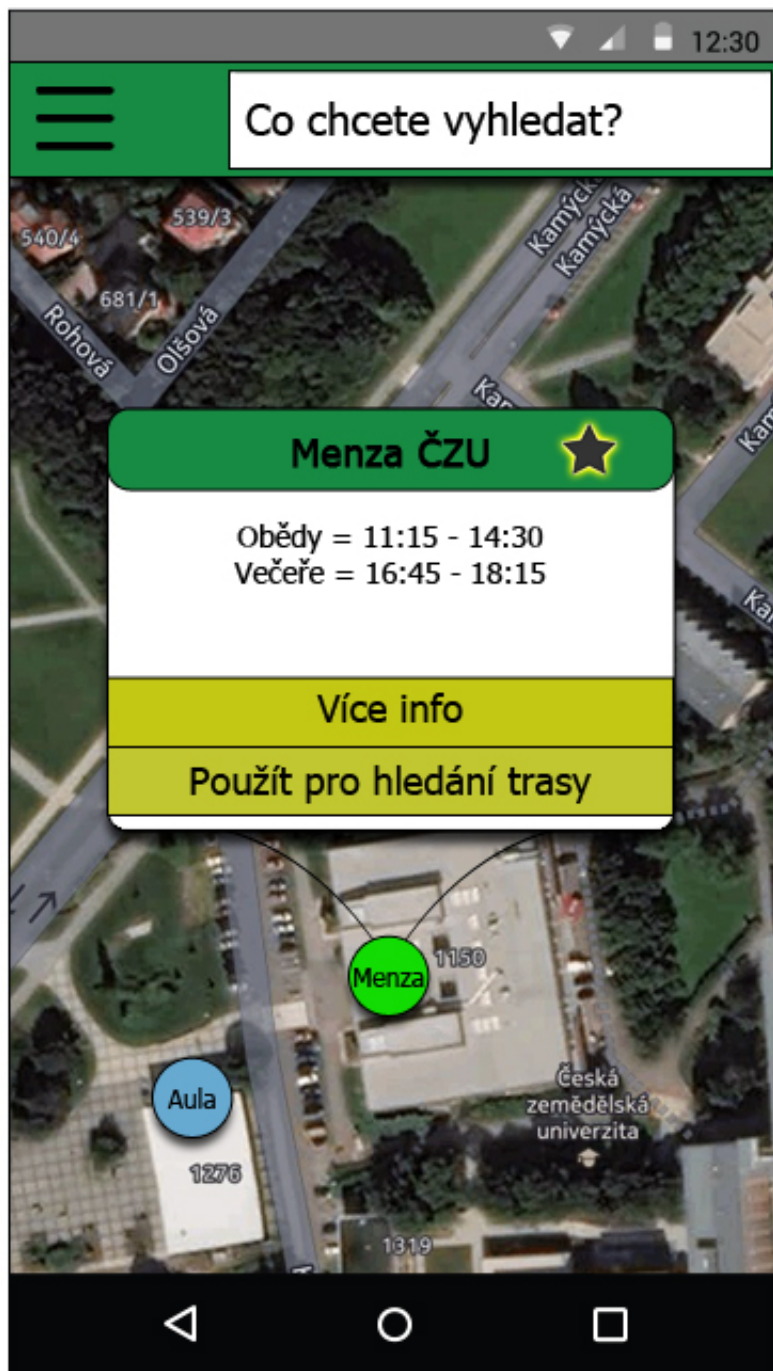 12:30
Co chcete vyhledat?
539/3
540/4
681/1
Rohová
Olšová
Kamýcká
Kamýcká
Menza ČZU
Obědy = 11:15 - 14:30
Večeře = 16:45 - 18:15
Více info
Použít pro hledání trasy
Menza
1150
Aula
Česká
zemědělská
univerzita
1276
1319